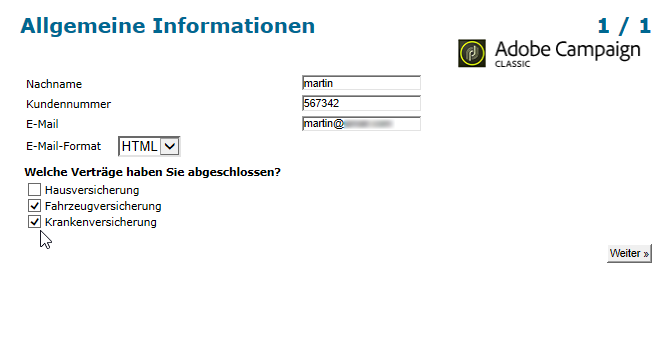 Allgemeine Informationen 1 / 1
Adobe Campaign
CLASSIC
Nachname martin
Kundennummer 567342
E-Mail martin@
E-Mail-Format HTML
Welche Verträge haben Sie abgeschlossen?
Hausversicherung
Fahrzeugversicherung
Krankenversicherung
Weiter »